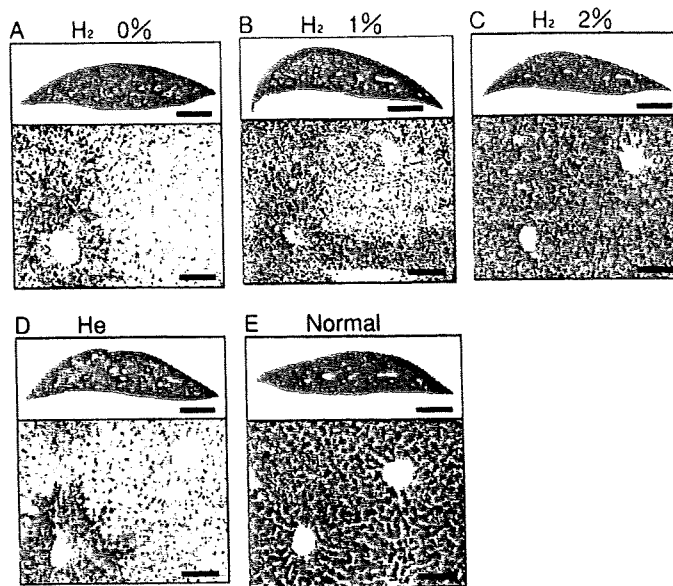 A H₂ 0%
B H₂ 1%
C H₂ 2%
D He
E Normal